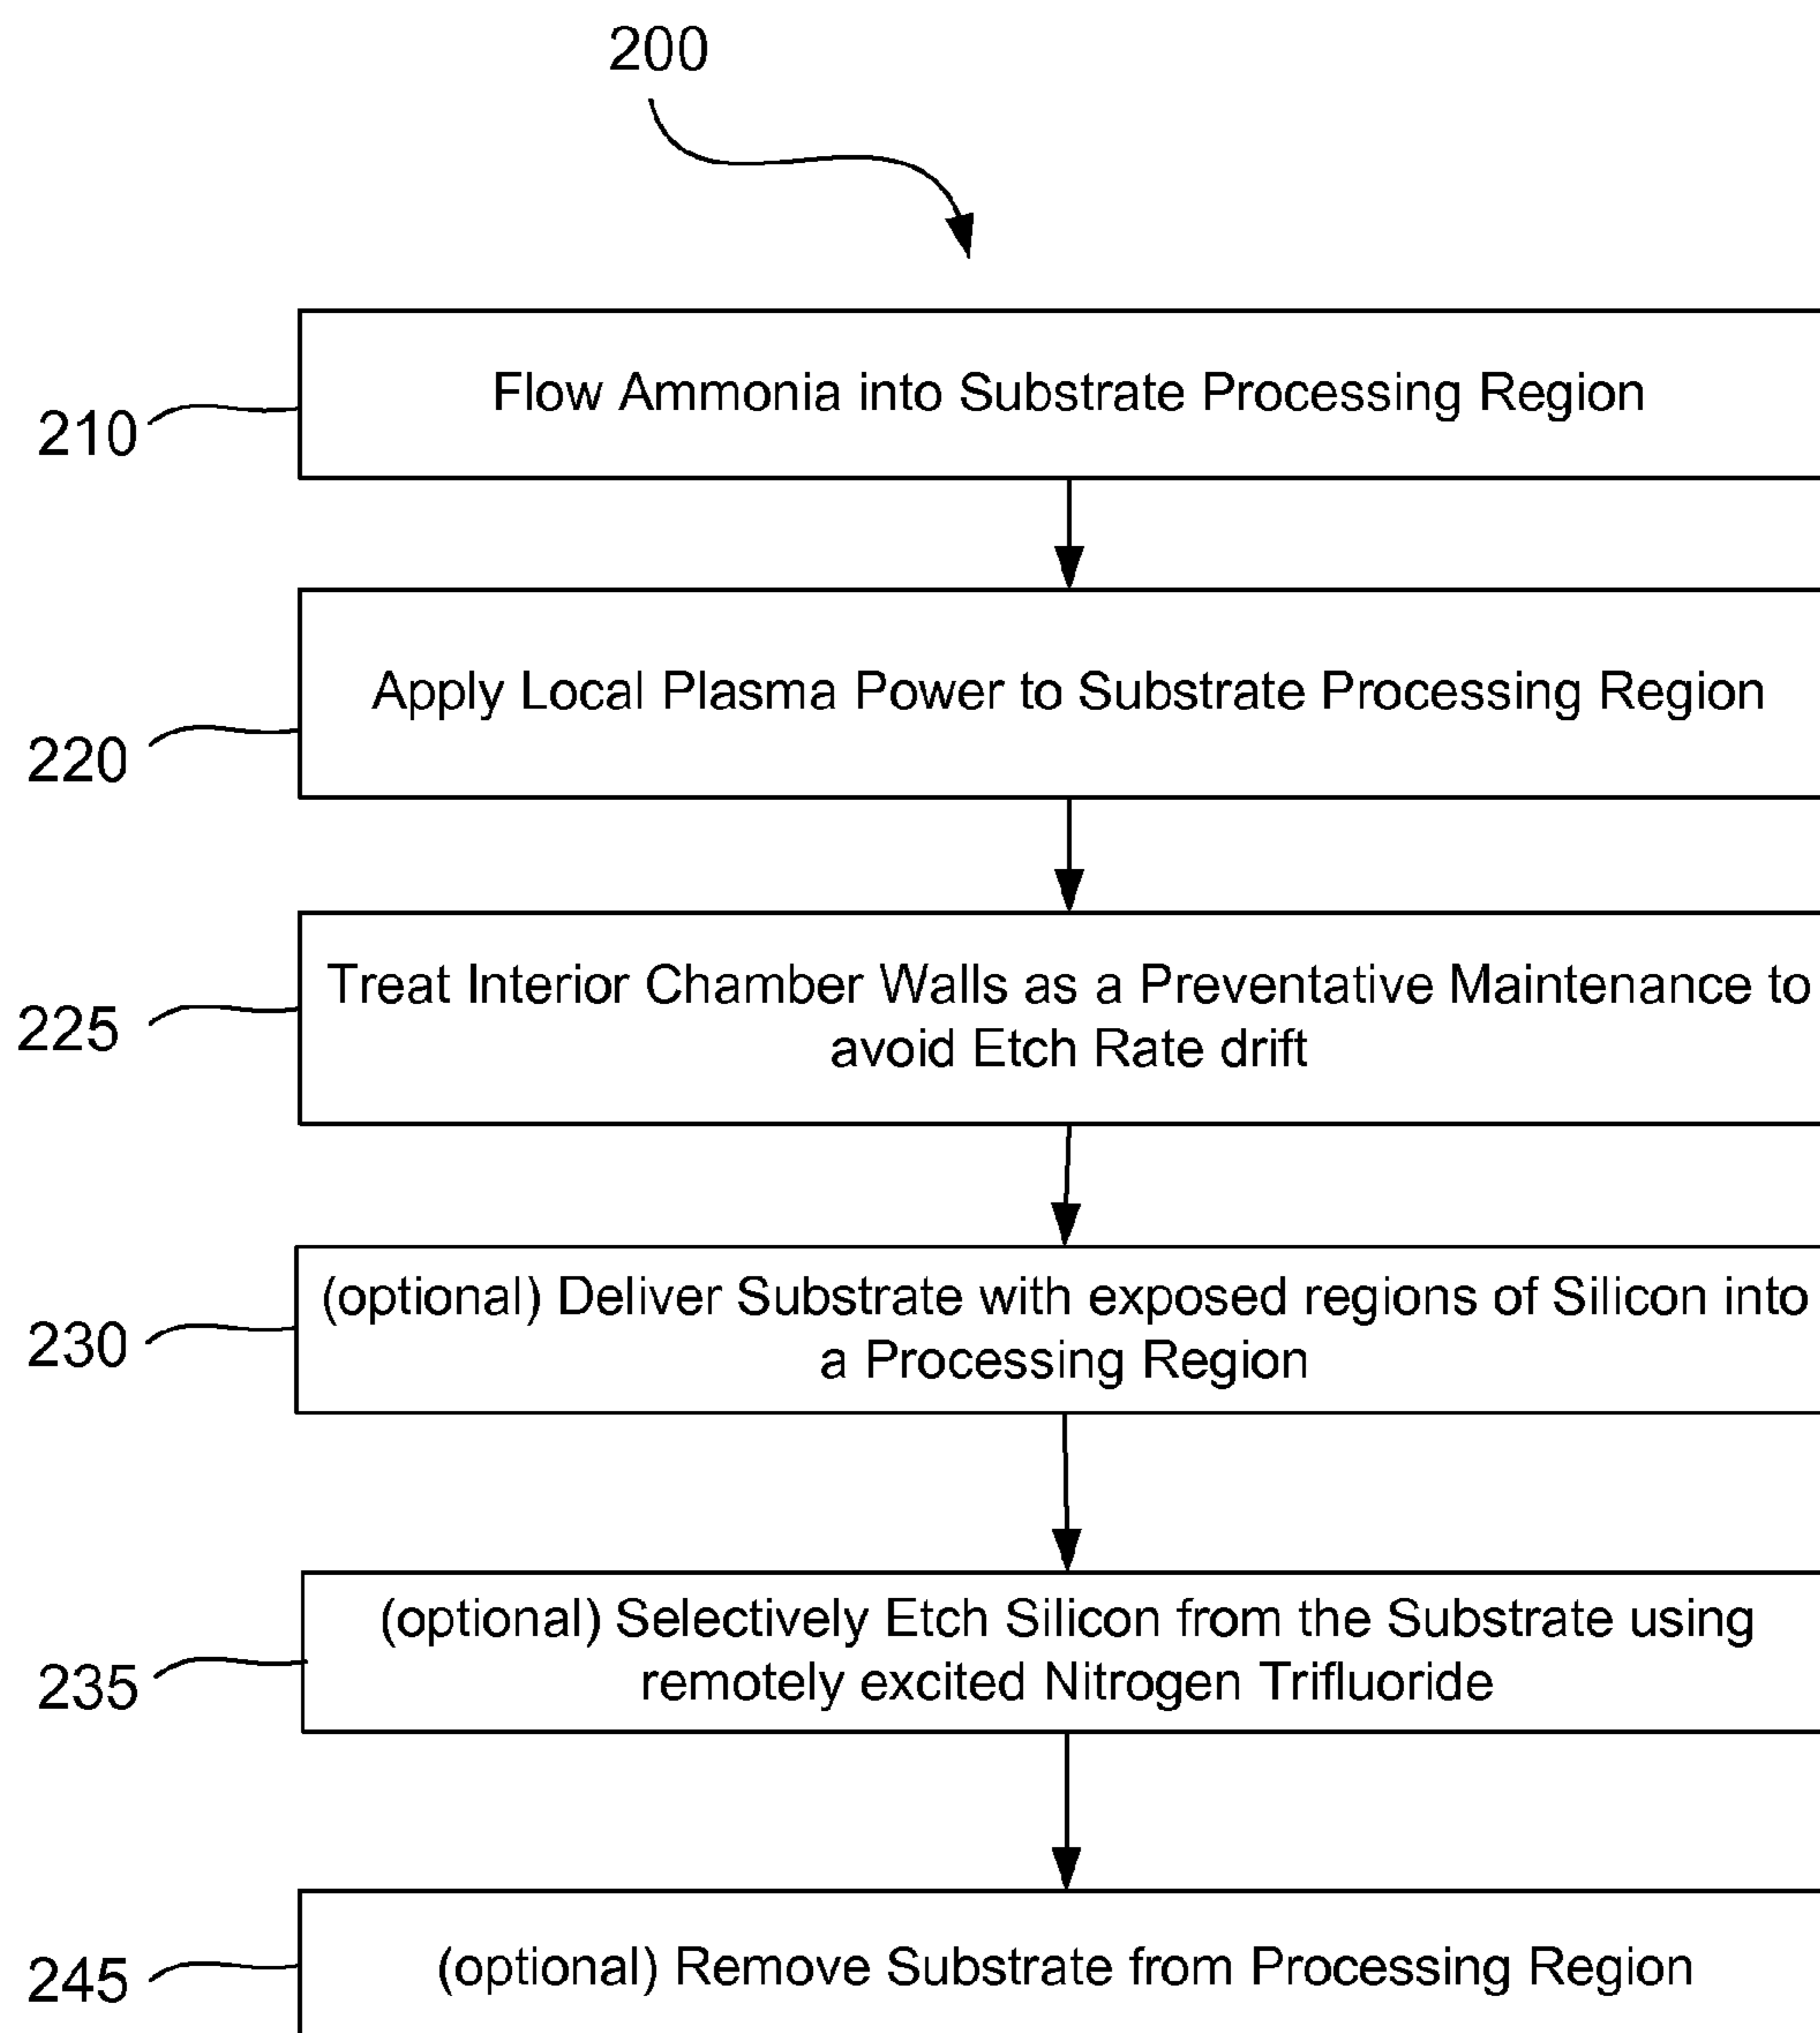 200
210
Flow Ammonia into Substrate Processing Region
220
Apply Local Plasma Power to Substrate Processing Region
225
Treat Interior Chamber Walls as a Preventative Maintenance to
avoid Etch Rate drift
230
(optional) Deliver Substrate with exposed regions of Silicon into
a Processing Region
235
(optional) Selectively Etch Silicon from the Substrate using
remotely excited Nitrogen Trifluoride
245
(optional) Remove Substrate from Processing Region